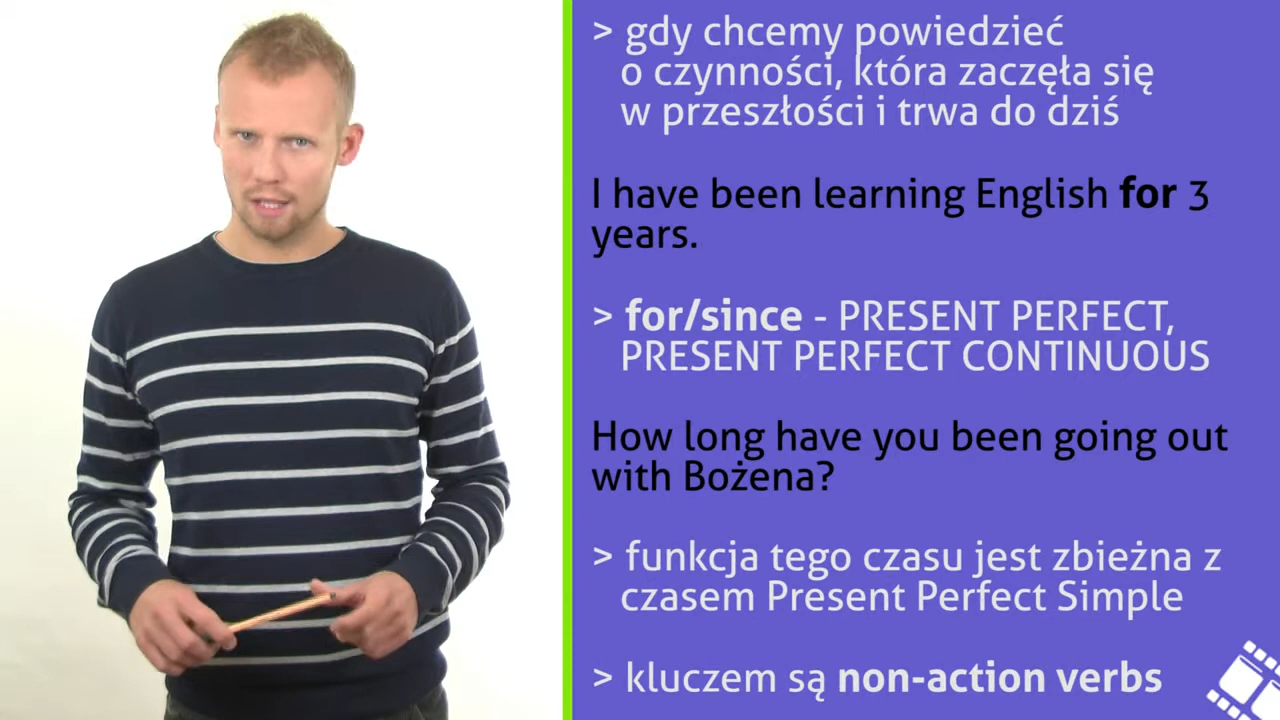 > gdy chcemy powiedzieć
o czynności, która zaczęła się
w przeszłości i trwa do dziś
I have been learning English for 3
years.
> for/since - PRESENT PERFECT,
PRESENT PERFECT CONTINUOUS
How long have you been going out
with Bożena?
> funkcja tego czasu jest zbieżna z
czasem Present Perfect Simple
> kluczem są non-action verbs